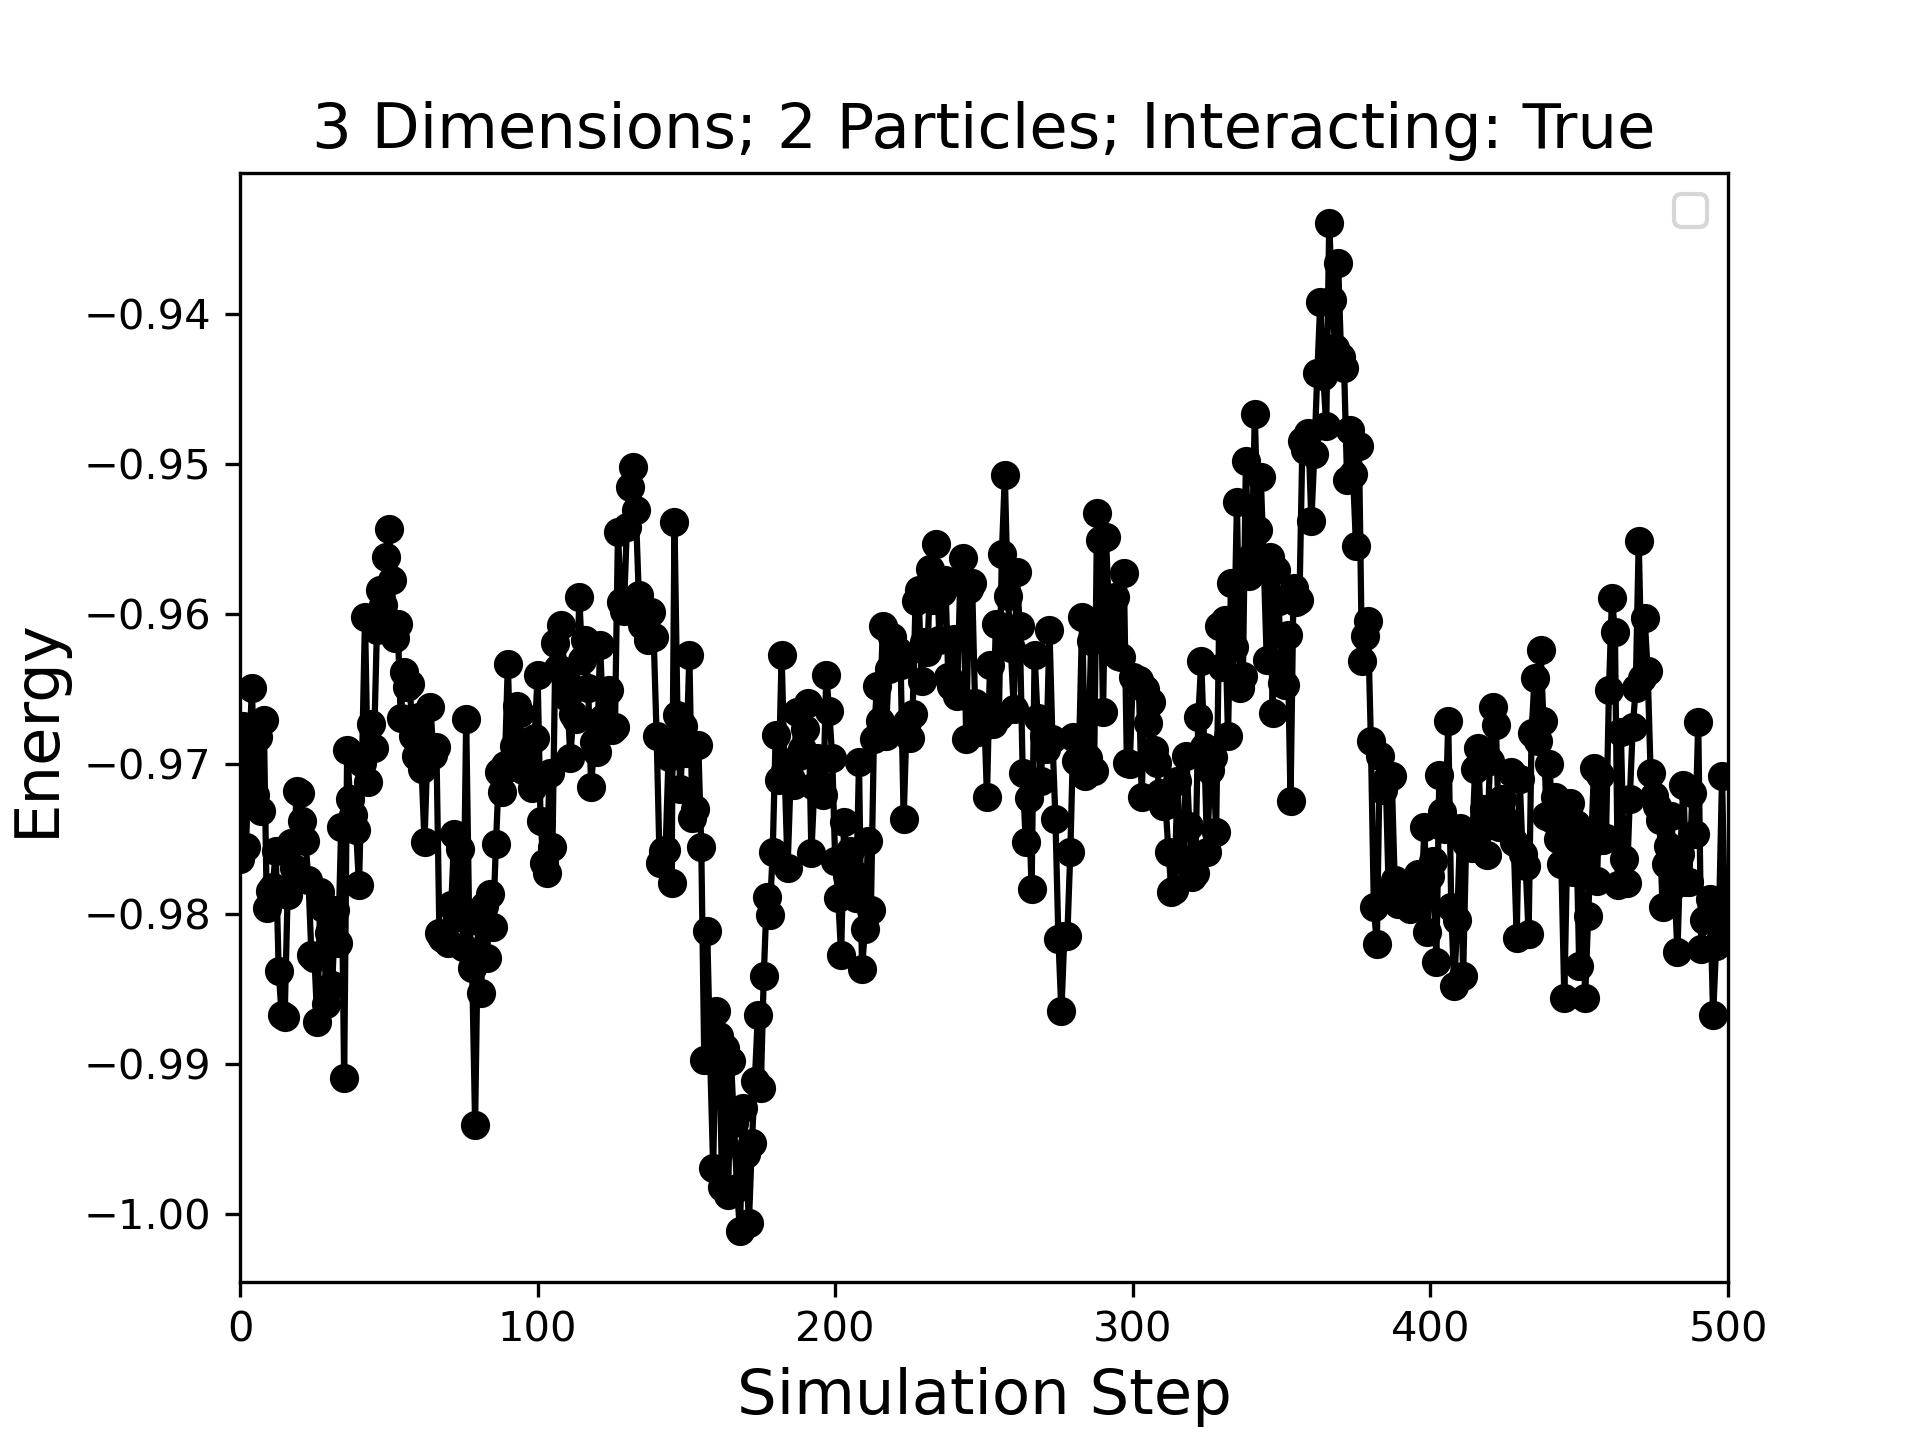 3 Dimensions; 2 Particles; Interacting: True
Energy
−0.94
−0.95
−0.96
−0.97
−0.98
−0.99
−1.00
0 100 200 300 400 500
Simulation Step